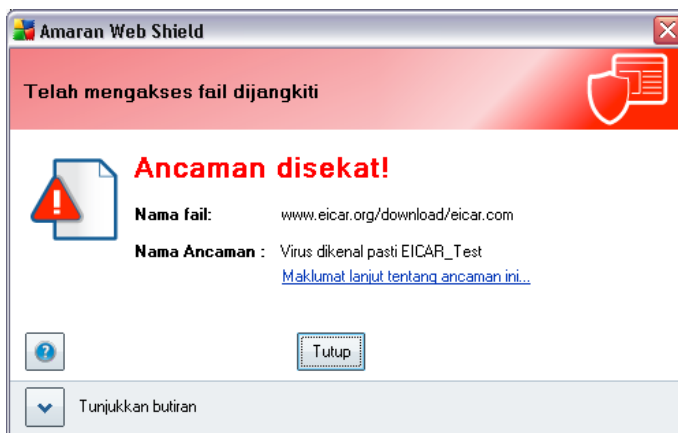 Amaran Web Shield
Telah mengakses fail dijangkiti
Ancaman disekat!
Nama fail: www.eicar.org/download/eicar.com
Nama Ancaman : Virus dikenal pasti EICAR_Test
Maklumat lanjut tentang ancaman ini...
Tutup
Tunjukkan butiran